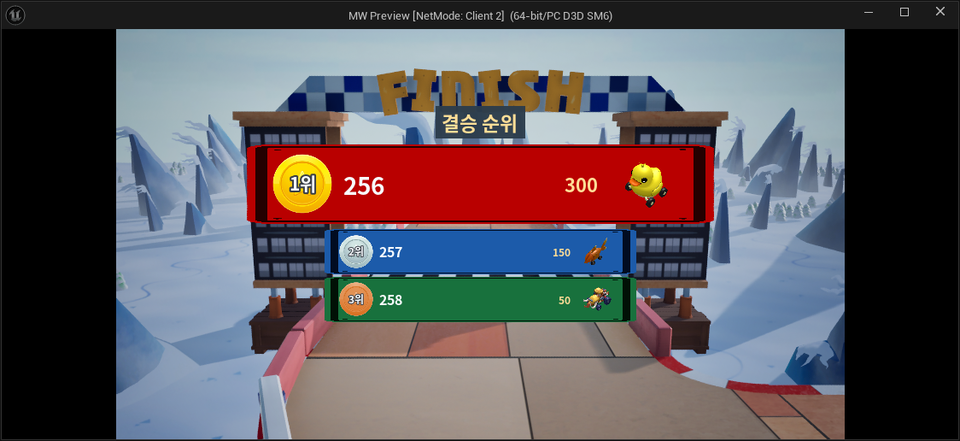 MW Preview [NetMode: Client 2] (64-bit/PC D3D SM6)
FINISH
결승 순위
1위 256 300
2위 257 150
3위 258 50